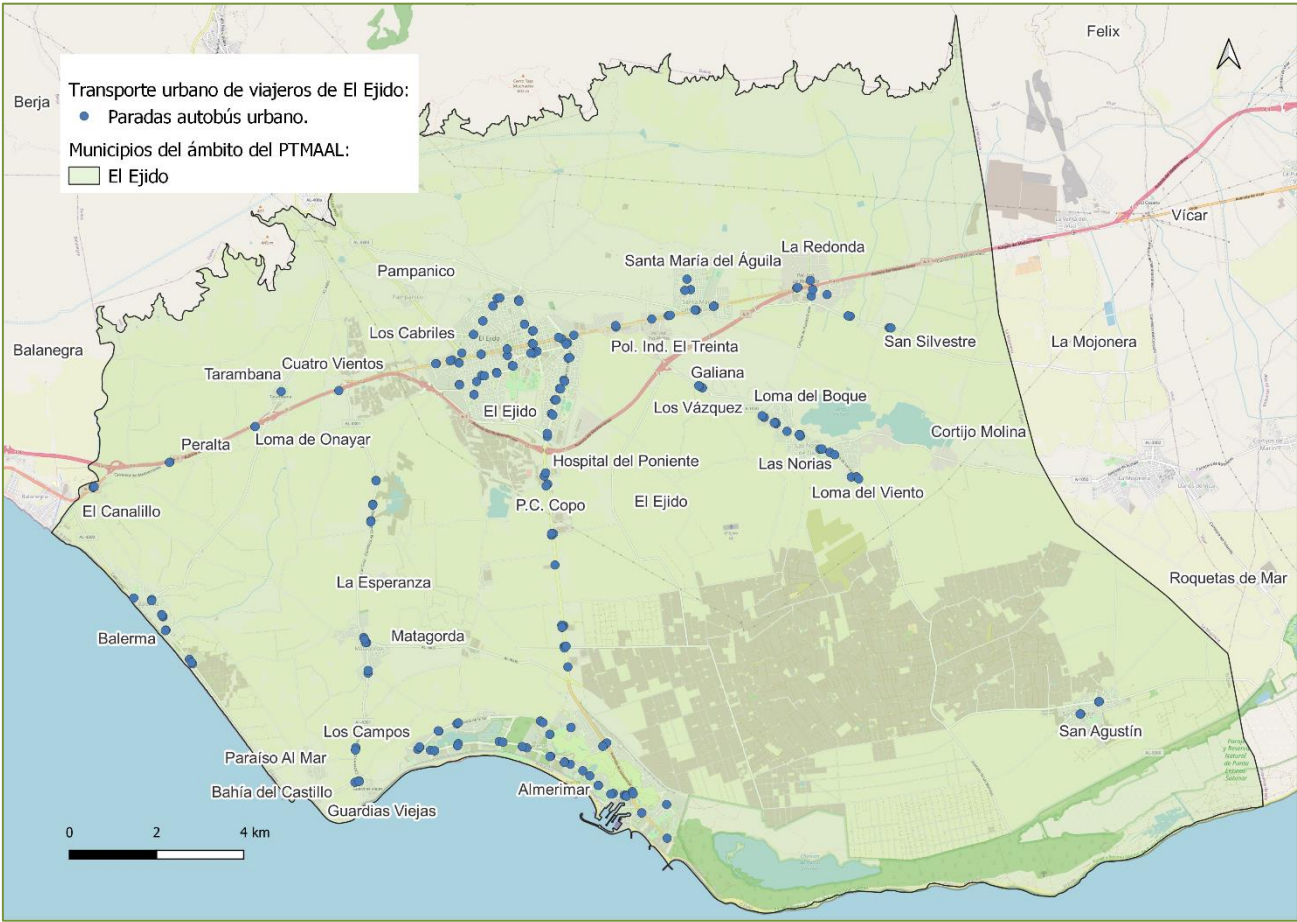 Transporte urbano de viajeros de El Ejido:
Paradas autobús urbano.
Municipios del ámbito del PTMAAL:
El Ejido
Felix
Berja
Vícar
La Redonda
Santa María del Águila
Pampanico
Los Cabriles
Pol. Ind. El Treinta
San Silvestre
La Mojonera
Balanegra
Cuatro Vientos
Tarambana
Galiana
Loma del Boque
El Ejido
Los Vázquez
Cortijo Molina
Peralta
Loma de Onayar
Hospital del Poniente
Las Norias
Loma del Viento
El Canalillo
P.C. Copo
El Ejido
La Esperanza
Roquetas de Mar
Balerma
Matagorda
Los Campos
San Agustín
Paraíso Al Mar
Bahía del Castillo
Almerimar
Guardias Viejas
0 2 4 km